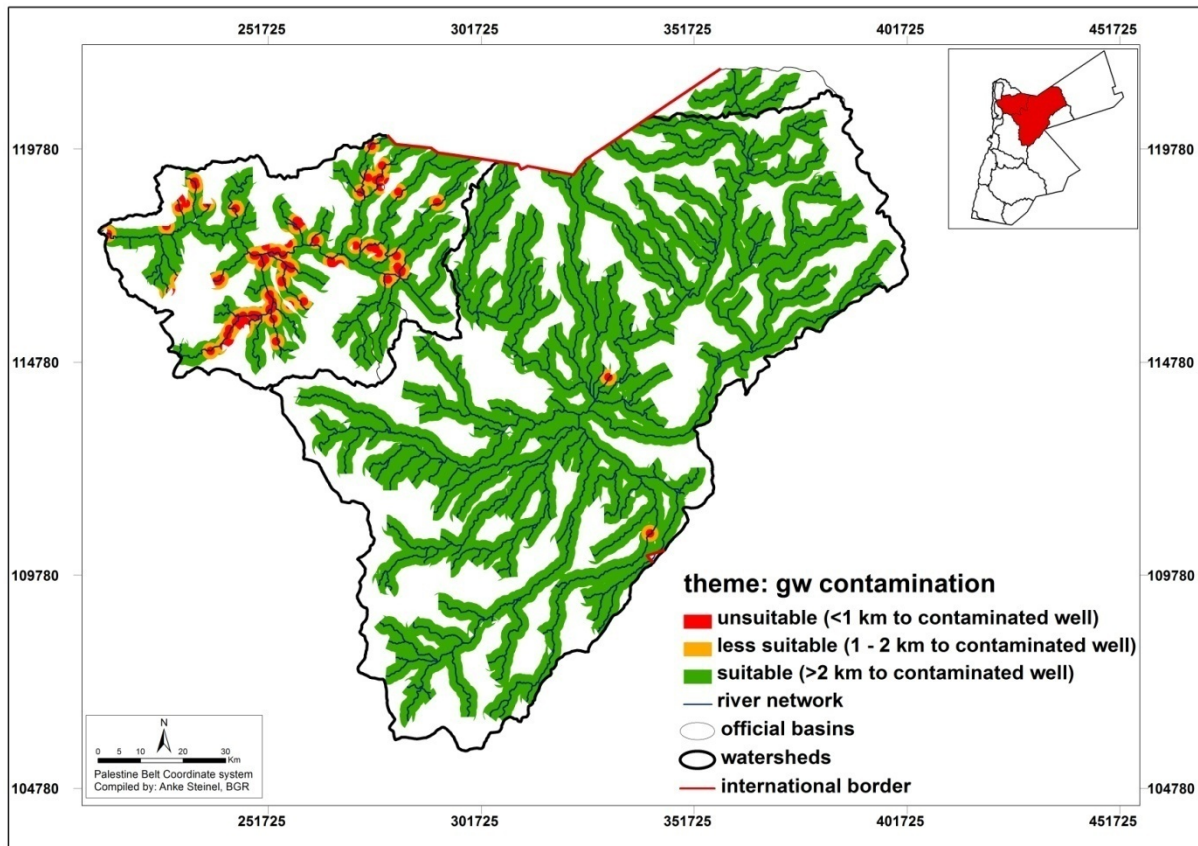 251725 301725 351725 401725 451725
119780 119780
114780 114780
109780 109780
theme: gw contamination
unsuitable (<1 km to contaminated well)
less suitable (1 - 2 km to contaminated well)
suitable (>2 km to contaminated well)
river network
official basins
watersheds
international border
N
0 5 10 20 30
Km
Palestine Belt Coordinate system
Compiled by: Anke Steinel, BGR
104780 104780
251725 301725 351725 401725 451725